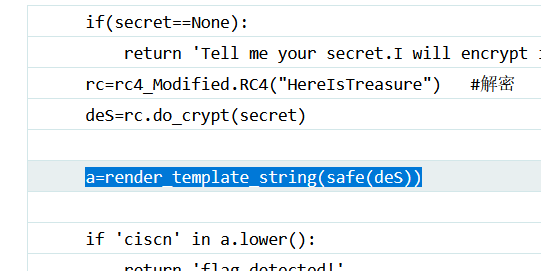 if(secret==None):
return 'Tell me your secret.I will encrypt
rc=rc4_Modified.RC4("HereIsTreasure") #解密
deS=rc.do_crypt(secret)
a=render_template_string(safe(deS))
if 'ciscn' in a.lower():
return 'flag detected!'